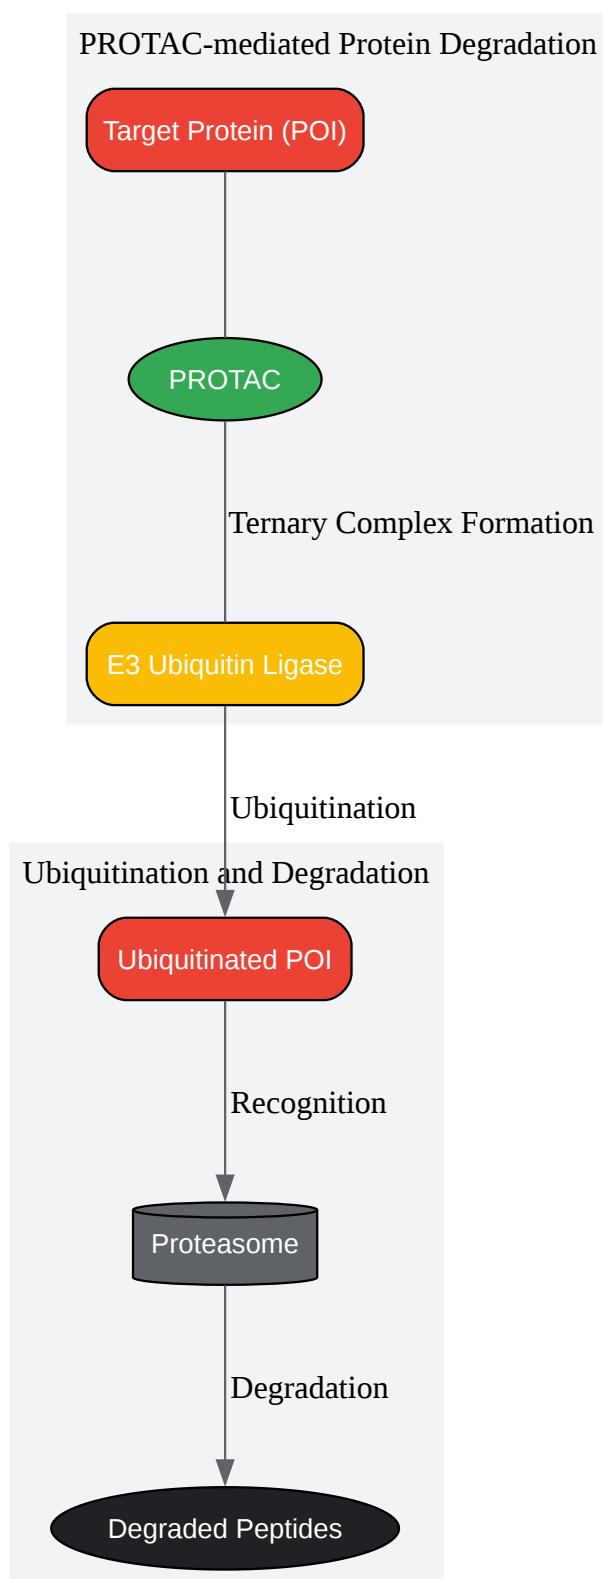 PROTAC-mediated Protein Degradation
Target Protein (POI)
PROTAC
Ternary Complex Formation
E3 Ubiquitin Ligase
Ubiquitination
Ubiquitination and Degradation
Ubiquitinated POI
Recognition
Proteasome
Degradation
Degraded Peptides